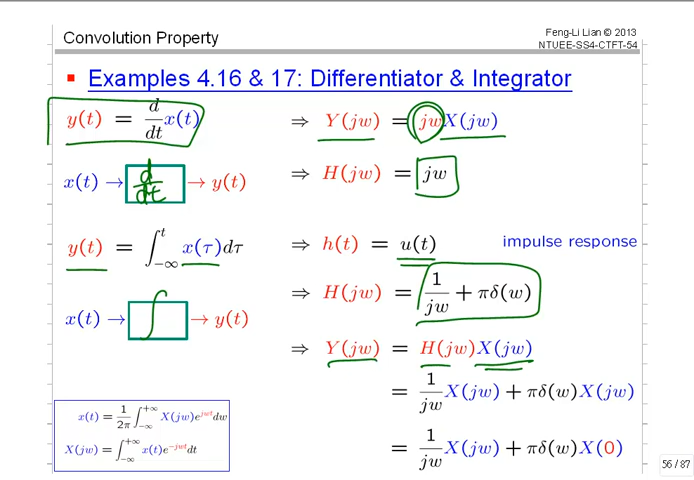 Convolution Property
Feng-Li Lian © 2013
NTUEE-SS4-CTFT-54
▪ Examples 4.16 & 17: Differentiator & Integrator
y(t) = d/dt x(t) ⇒ Y(jw) = jwX(jw)
x(t) → d/dt → y(t) ⇒ H(jw) = jw
y(t) = ∫_{-∞}^{t} x(τ)dτ ⇒ h(t) = u(t) impulse response
⇒ H(jw) = 1/jw + πδ(w)
x(t) → ∫ → y(t)
⇒ Y(jw) = H(jw)X(jw)
= 1/jw X(jw) + πδ(w)X(jw)
= 1/jw X(jw) + πδ(w)X(0)
x(t) = 1/2π ∫_{-∞}^{+∞} X(jw)e^{jwt}dw
X(jw) = ∫_{-∞}^{+∞} x(t)e^{-jwt}dt
56 / 87